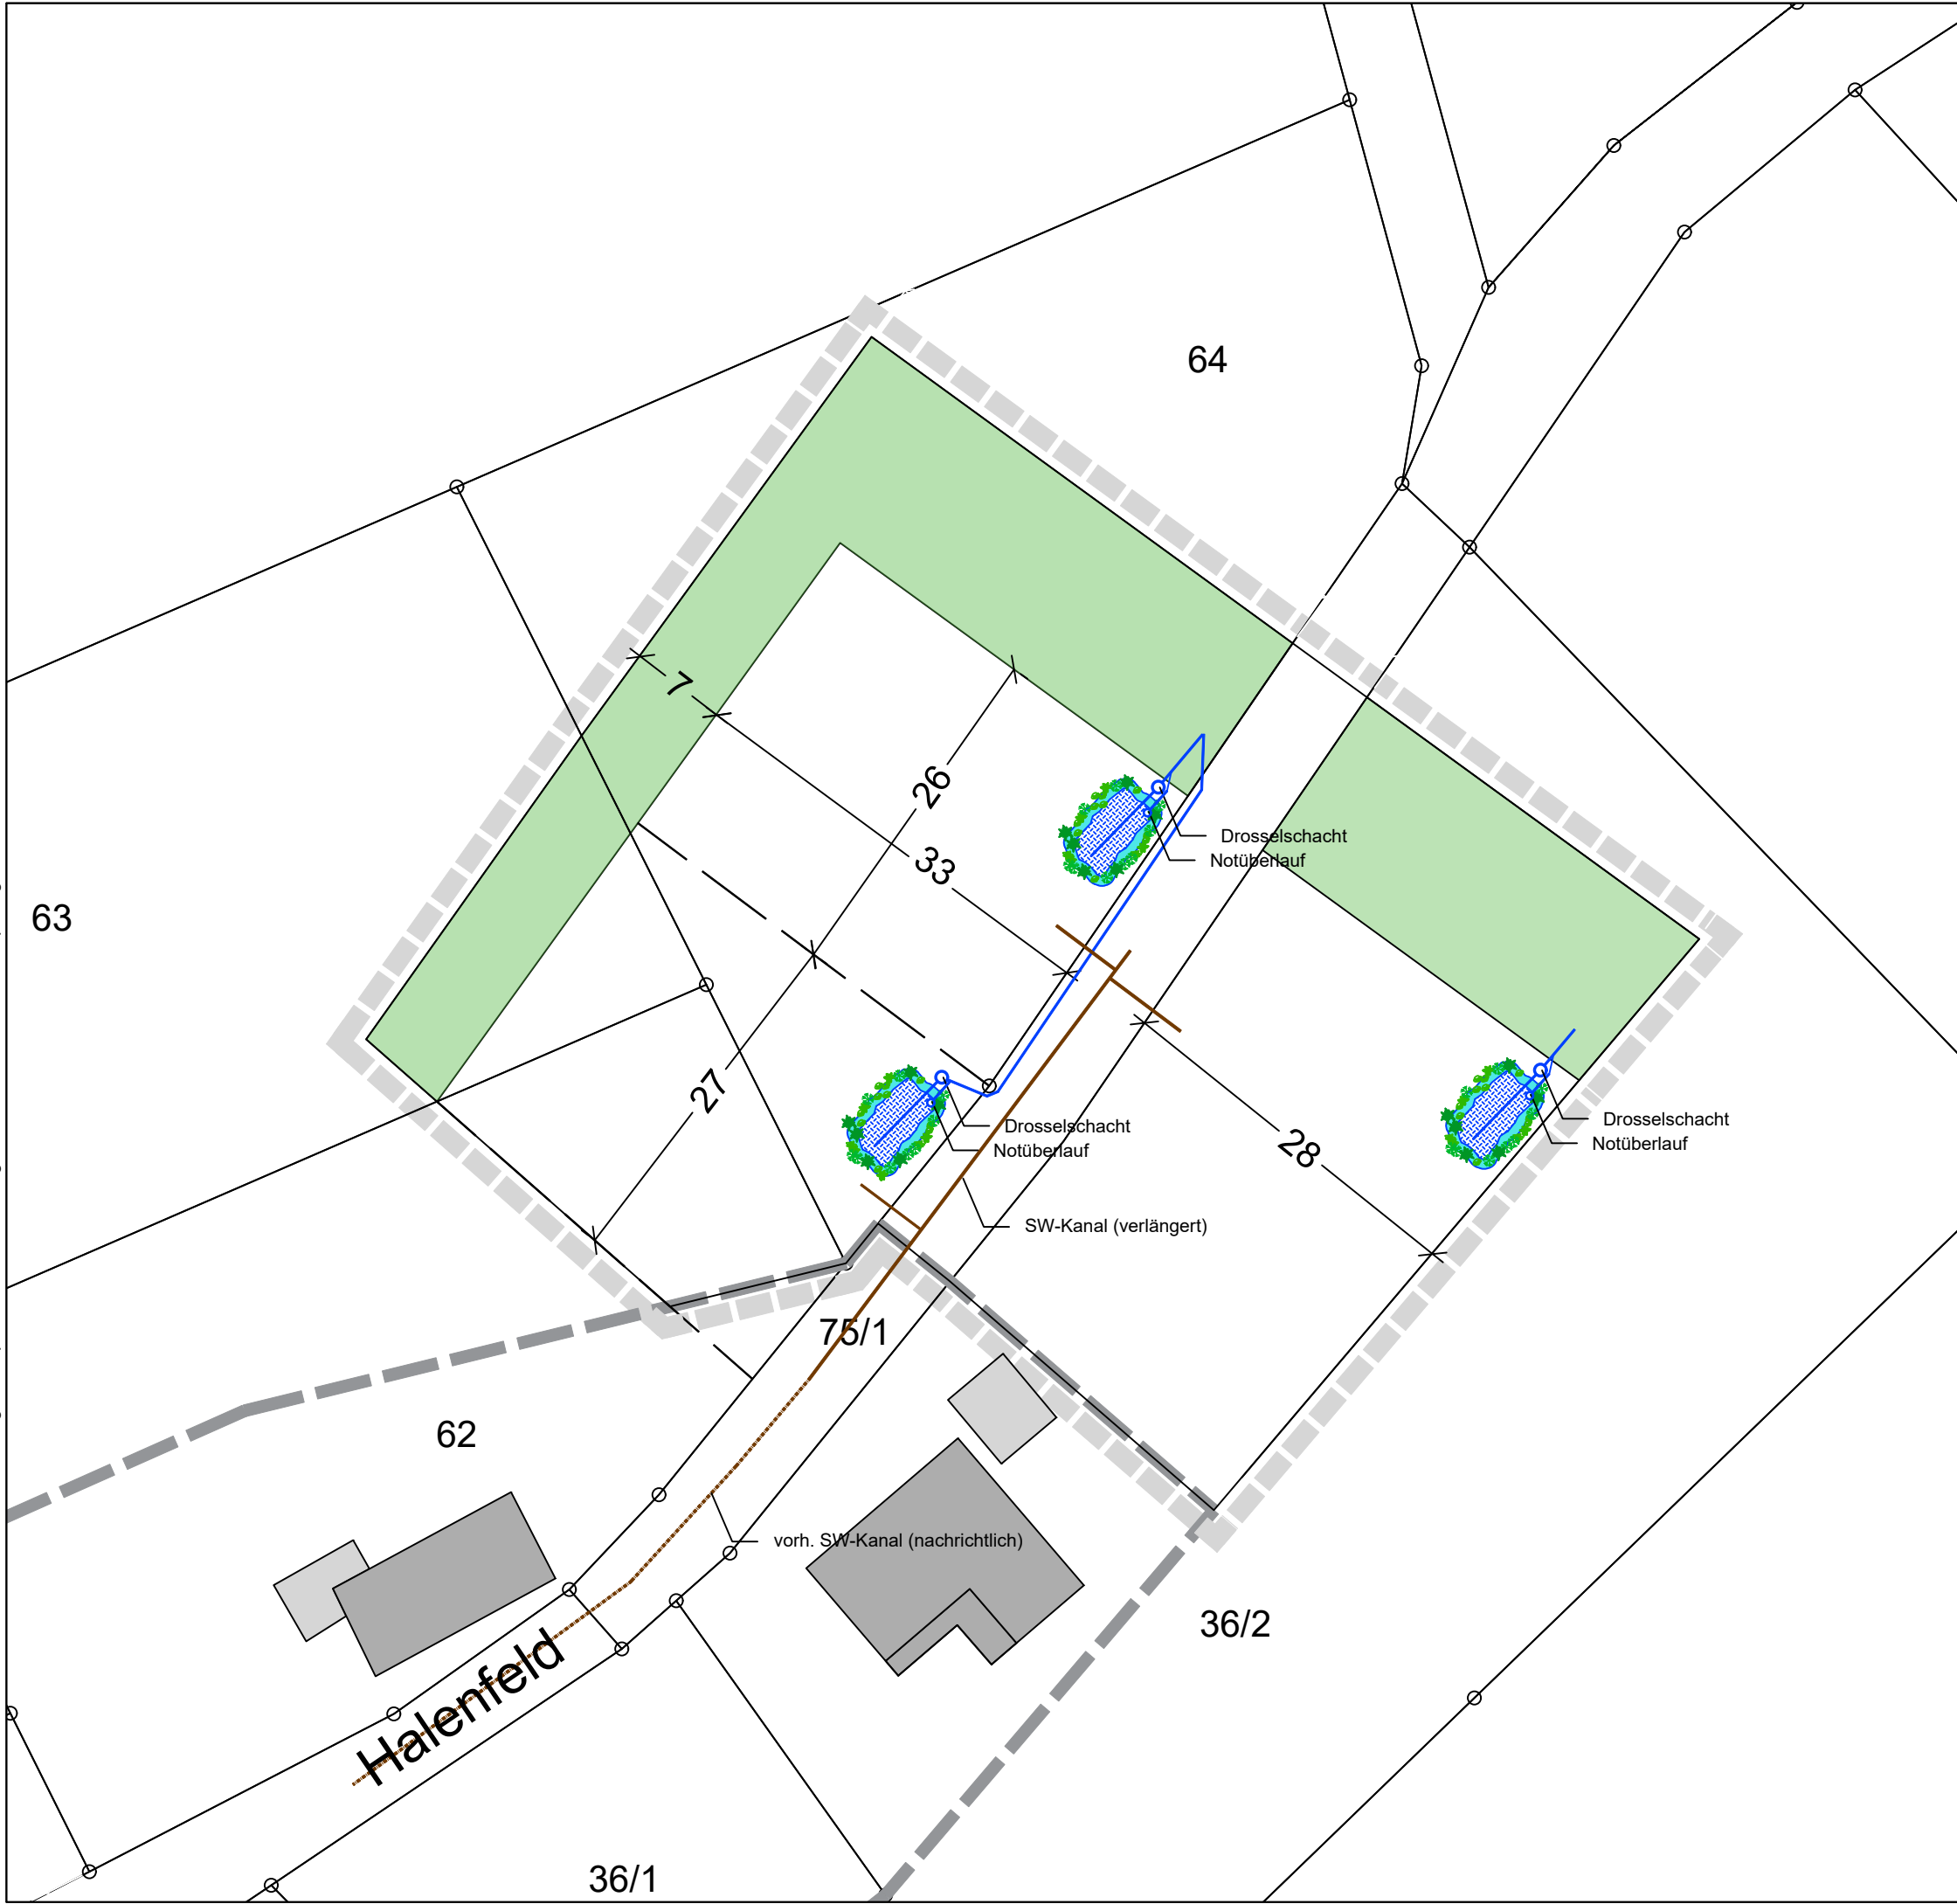 64
7
26
33
Drosselschacht
Notüberlauf
63
27
Drosselschacht
Notüberlauf
28
Drosselschacht
Notüberlauf
SW-Kanal (verlängert)
75/1
62
vorh. SW-Kanal (nachrichtlich)
36/2
Halenfeld
36/1